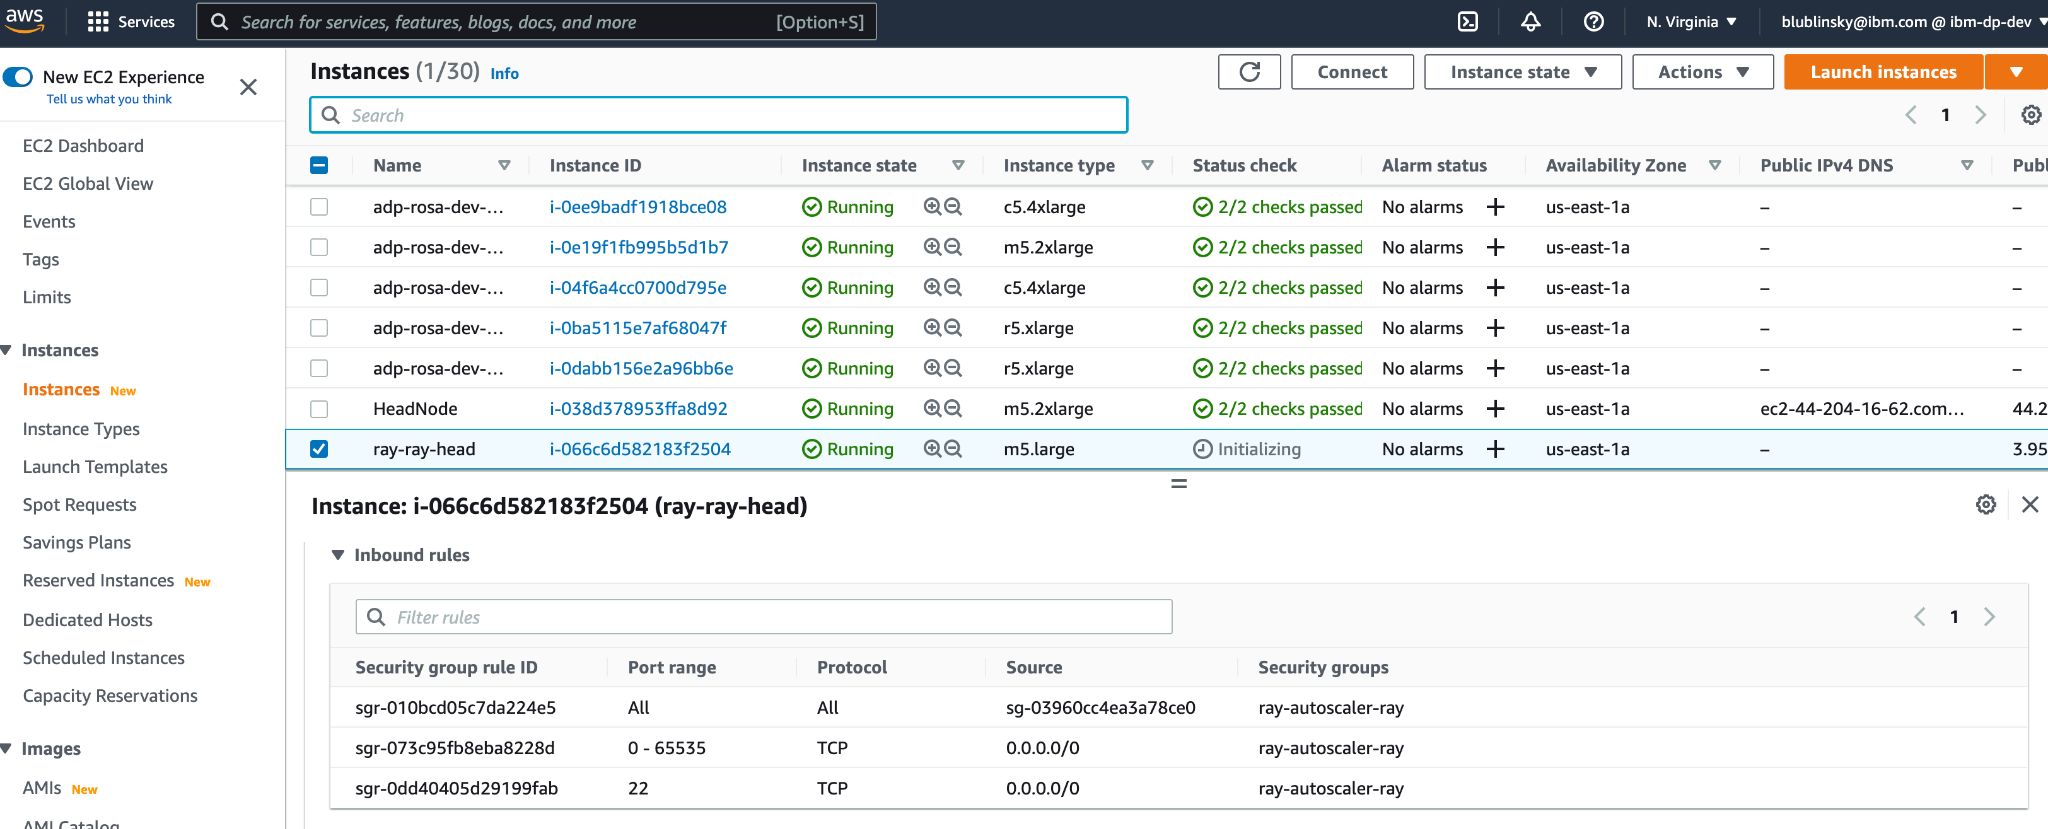 aws Services Search for services, features, blogs, docs, and more [Option+S] N. Virginia ▼ blublinsky@ibm.com @ ibm-dp-dev
New EC2 Experience
Tell us what you think
EC2 Dashboard
EC2 Global View
Events
Tags
Limits
Instances
Instances New
Instance Types
Launch Templates
Spot Requests
Savings Plans
Reserved Instances New
Dedicated Hosts
Scheduled Instances
Capacity Reservations
Images
AMIs New
AMI Catalog
Instances (1/30) Info Connect Instance state ▼ Actions ▼ Launch instances ▼
Search 1
Name Instance ID Instance state Instance type Status check Alarm status Availability Zone Public IPv4 DNS Publ
adp-rosa-dev-... i-0ee9badf1918bce08 Running c5.4xlarge 2/2 checks passed No alarms + us-east-1a – –
adp-rosa-dev-... i-0e19f1fb995b5d1b7 Running m5.2xlarge 2/2 checks passed No alarms + us-east-1a – –
adp-rosa-dev-... i-04f6a4cc0700d795e Running c5.4xlarge 2/2 checks passed No alarms + us-east-1a – –
adp-rosa-dev-... i-0ba5115e7af68047f Running r5.xlarge 2/2 checks passed No alarms + us-east-1a – –
adp-rosa-dev-... i-0dabb156e2a96bb6e Running r5.xlarge 2/2 checks passed No alarms + us-east-1a – –
HeadNode i-038d378953ffa8d92 Running m5.2xlarge 2/2 checks passed No alarms + us-east-1a ec2-44-204-16-62.com... 44.2
ray-ray-head i-066c6d582183f2504 Running m5.large Initializing No alarms + us-east-1a – 3.95
Instance: i-066c6d582183f2504 (ray-ray-head)
Inbound rules
Filter rules 1
Security group rule ID Port range Protocol Source Security groups
sgr-010bcd05c7da224e5 All All sg-03960cc4ea3a78ce0 ray-autoscaler-ray
sgr-073c95fb8eba8228d 0 - 65535 TCP 0.0.0.0/0 ray-autoscaler-ray
sgr-0dd40405d29199fab 22 TCP 0.0.0.0/0 ray-autoscaler-ray